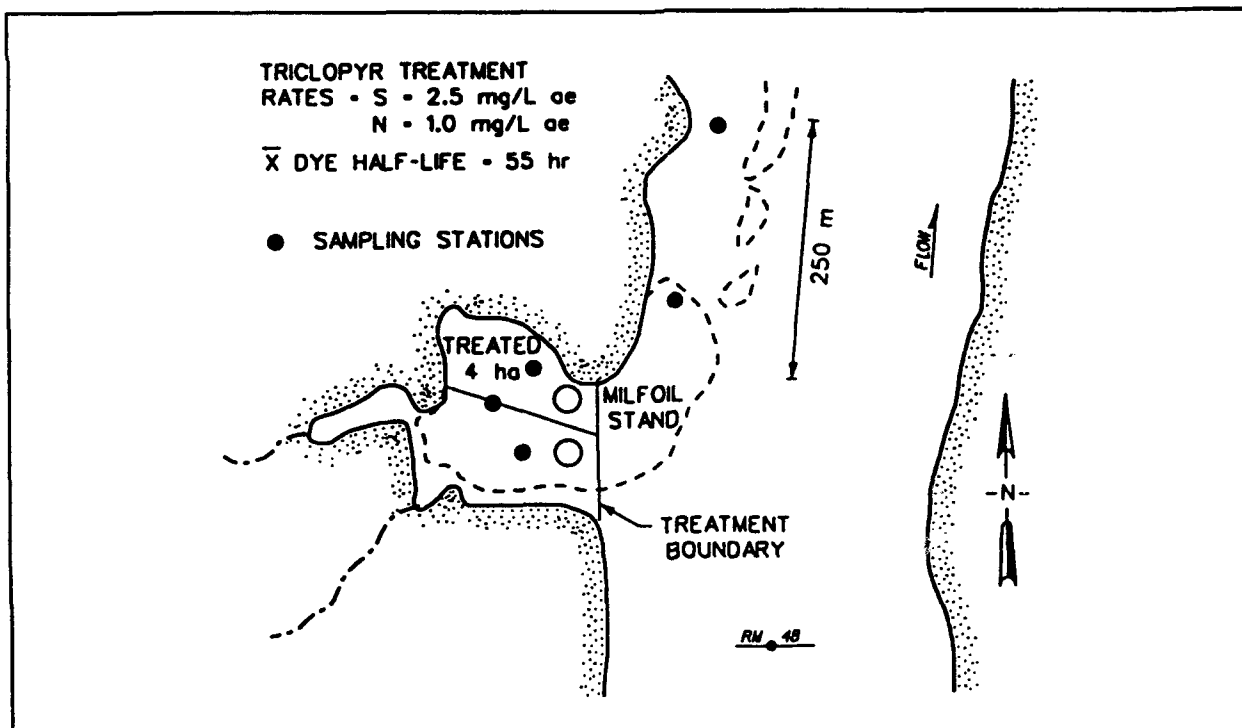 TRICLOPYR TREATMENT
RATES - S - 2.5 mg/L ae
N - 1.0 mg/L ae
X̅ DYE HALF-LIFE - 55 hr
● SAMPLING STATIONS
250 m
FLOW
TREATED
4 ha
MILFOIL
STAND
-N-
TREATMENT
BOUNDARY
RM 48